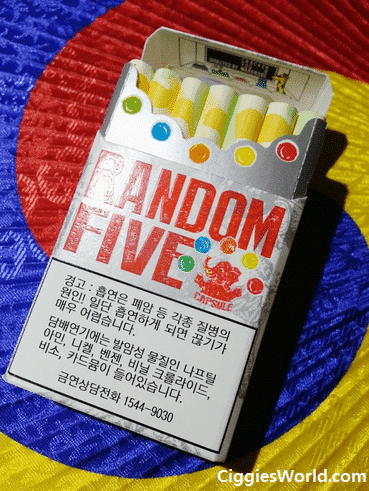 RANDOM
FIVE
CAPSULE
경고 : 흡연은 폐암 등 각종 질병의
원인! 일단 흡연하게 되면 끊기가
매우 어렵습니다.
담배연기에는 발암성 물질인 나프틸
아민, 니켈, 벤젠, 비닐 크롤라이드,
비소, 카드뮴이 들어있습니다.
금연상담전화 1544-9030
CiggiesWorld.com